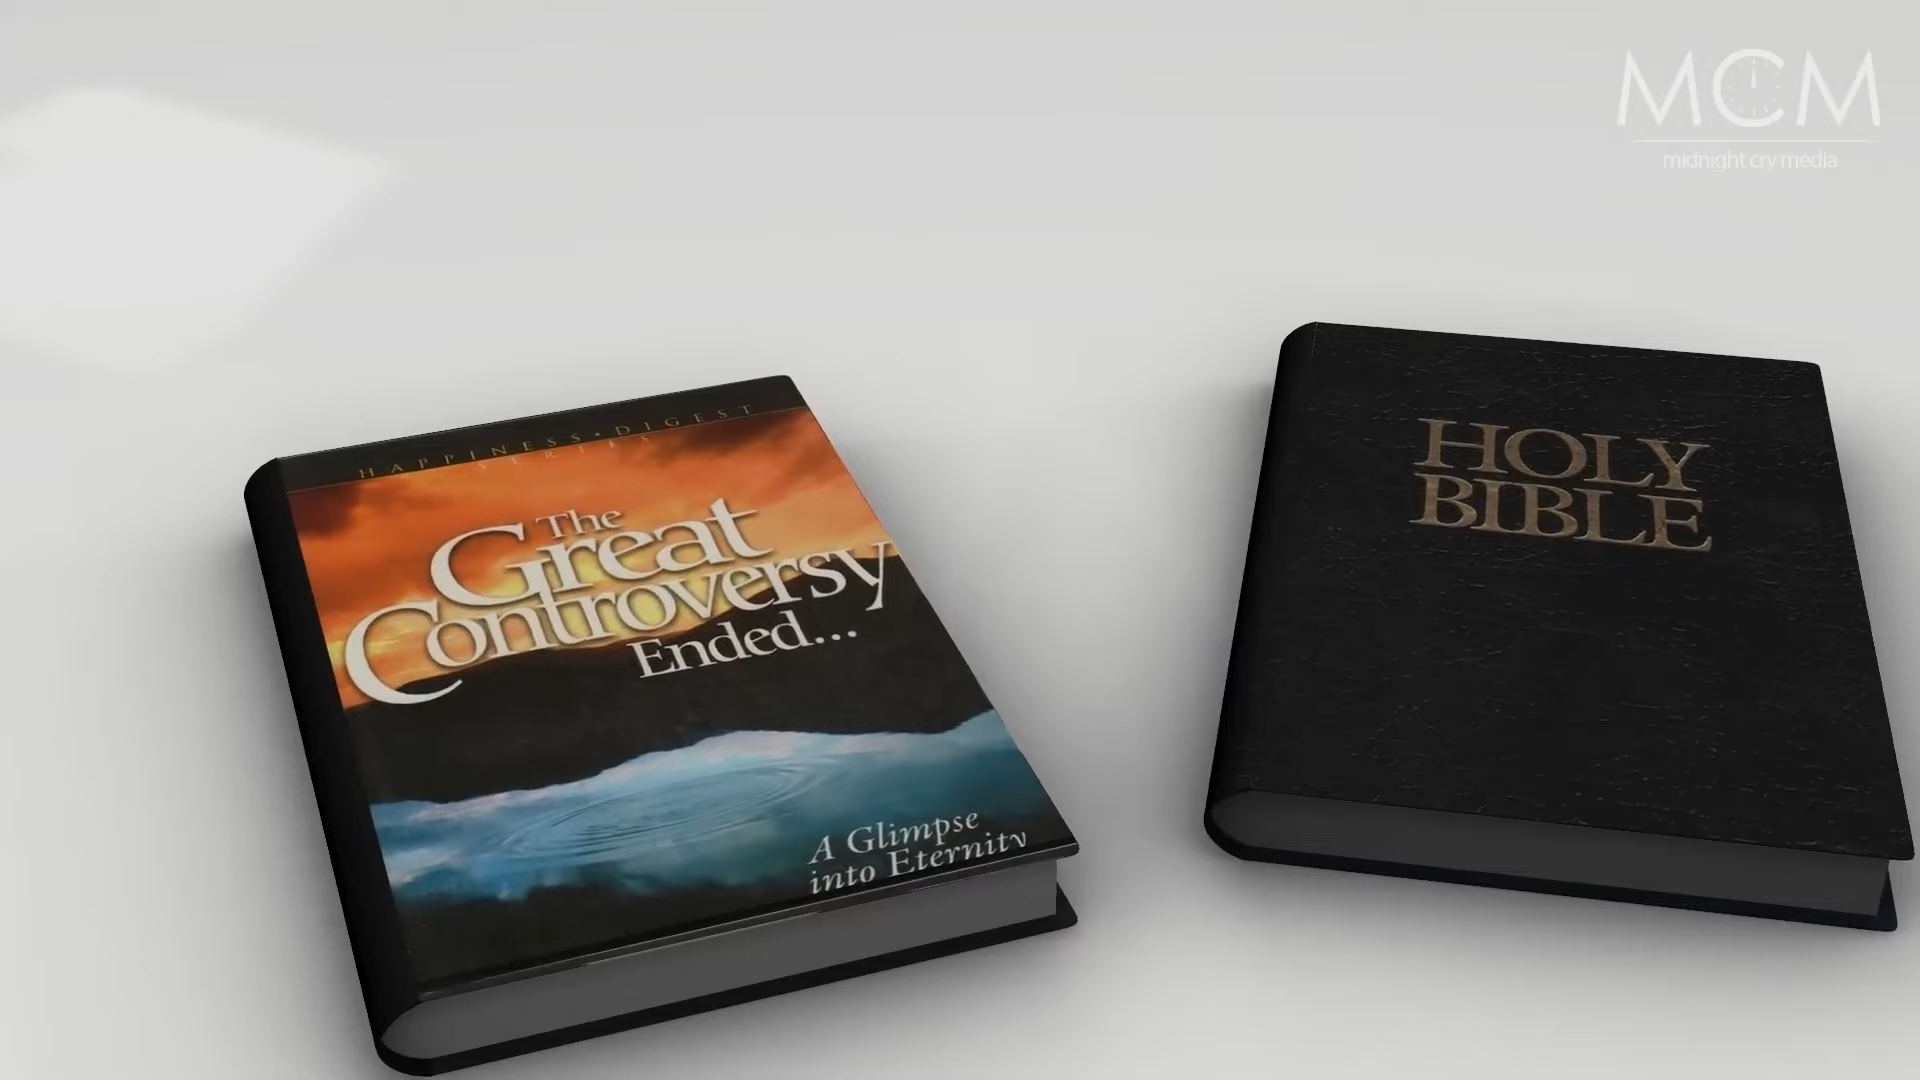 MCM
midnight cry media
HAPPINESS·DIGEST
SERIES
The
Great
Controversy
Ended...
A Glimpse
into Eternity
HOLY
BIBLE